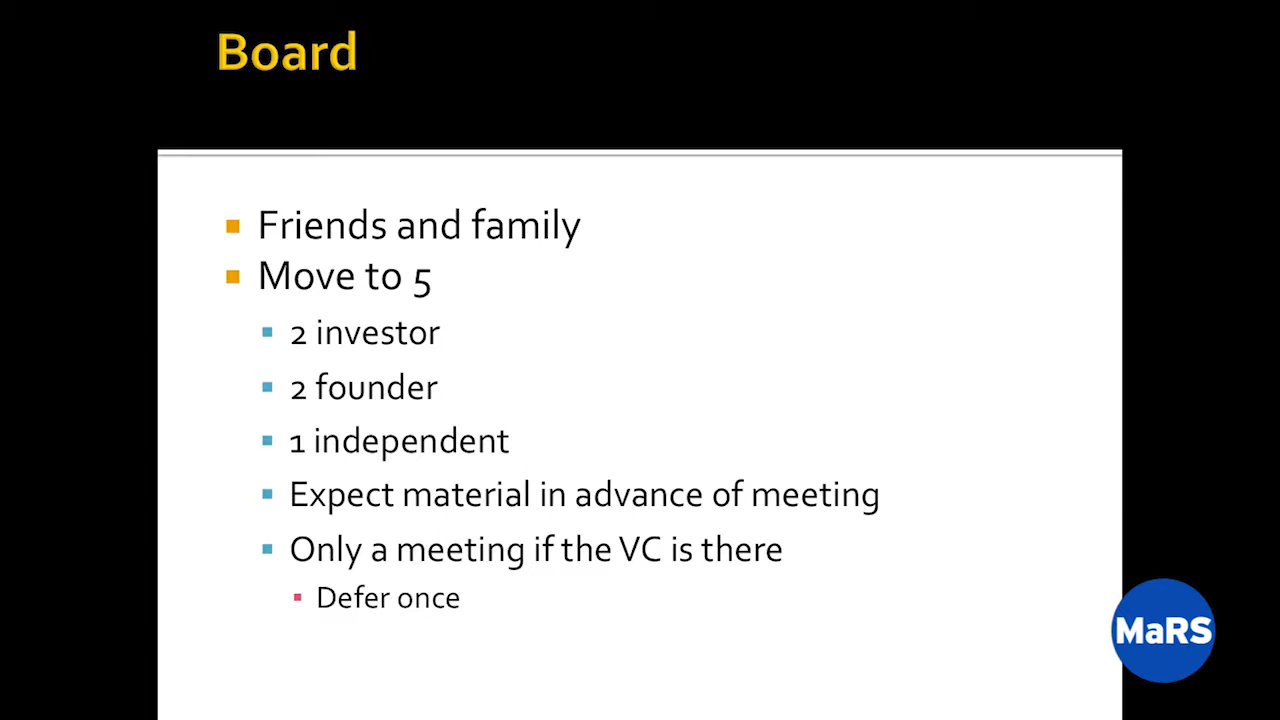 Board
Friends and family
Move to 5
2 investor
2 founder
1 independent
Expect material in advance of meeting
Only a meeting if the VC is there
Defer once
MaRS